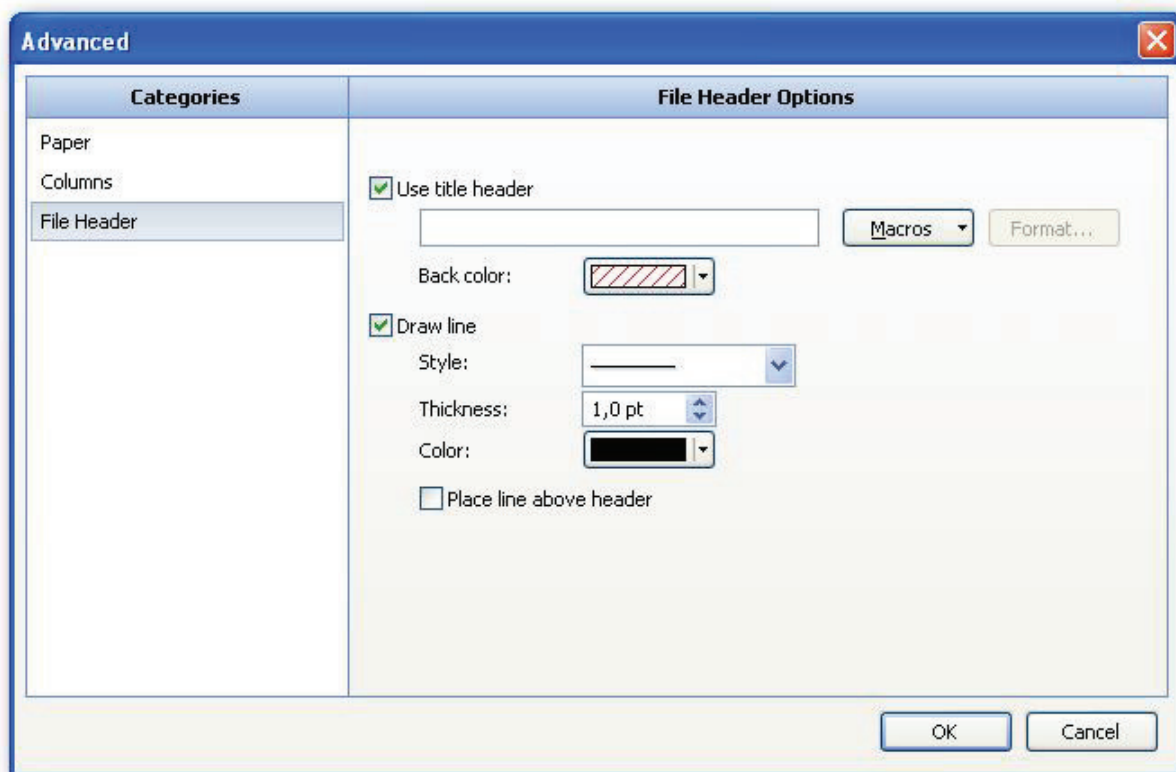 Advanced
Categories
File Header Options
Paper
Columns
File Header
Use title header
Macros
Format...
Back color:
Draw line
Style:
Thickness:
1,0 pt
Color:
Place line above header
OK
Cancel